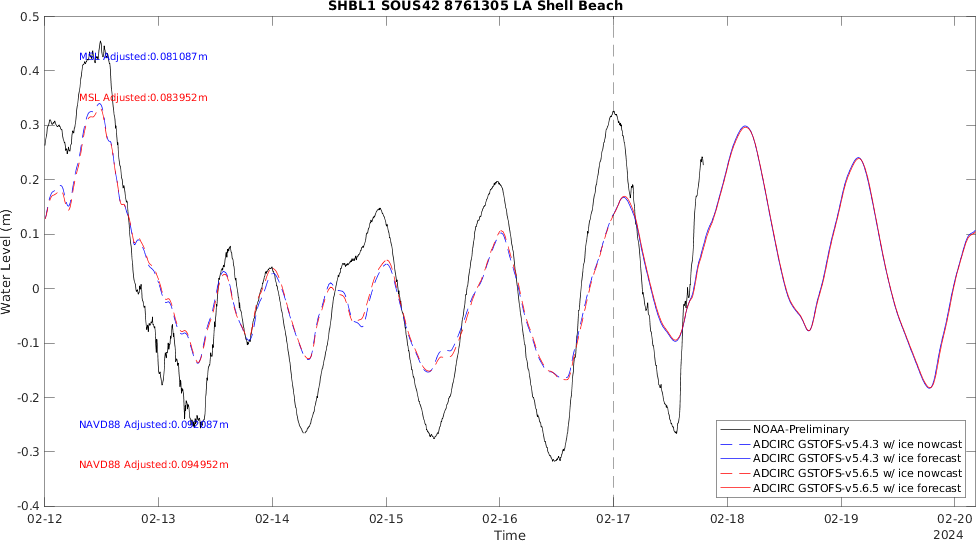 SHBL1 SOUS42 8761305 LA Shell Beach
0.5
0.4
0.3
0.2
0.1
0
-0.1
-0.2
-0.3
-0.4
Water Level (m)
MSL Adjusted:0.081087m
MSL Adjusted:0.083952m
NAVD88 Adjusted:0.092087m
NAVD88 Adjusted:0.094952m
NOAA-Preliminary
ADCIRC GSTOFS-v5.4.3 w/ ice nowcast
ADCIRC GSTOFS-v5.4.3 w/ ice forecast
ADCIRC GSTOFS-v5.6.5 w/ ice nowcast
ADCIRC GSTOFS-v5.6.5 w/ ice forecast
02-12 02-13 02-14 02-15 02-16 02-17 02-18 02-19 02-20
Time
2024